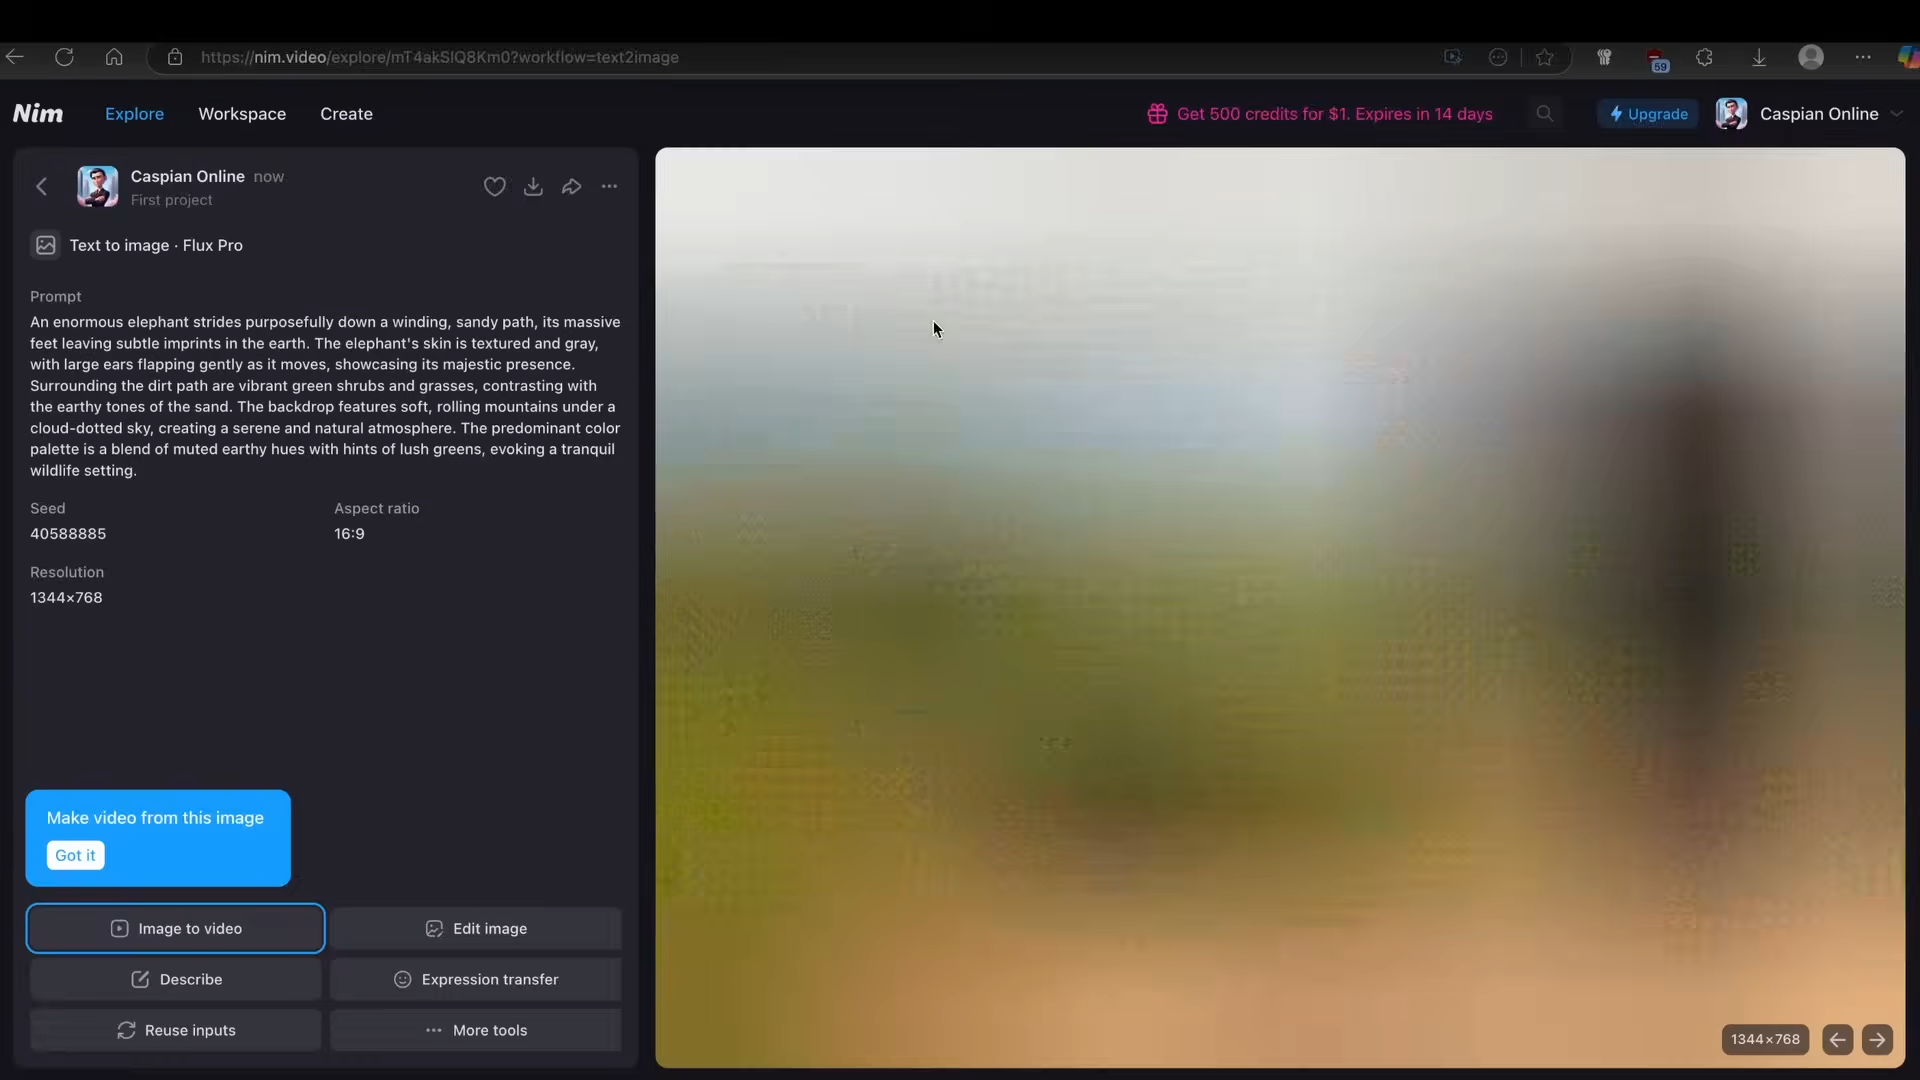 https://nim.video/explore/mT4akSlQ8Km0?workflow=text2image
59
Nim
Explore
Workspace
Create
Get 500 credits for $1. Expires in 14 days
Upgrade
Caspian Online
Caspian Online now
First project
Text to image · Flux Pro
Prompt
An enormous elephant strides purposefully down a winding, sandy path, its massive
feet leaving subtle imprints in the earth. The elephant's skin is textured and gray,
with large ears flapping gently as it moves, showcasing its majestic presence.
Surrounding the dirt path are vibrant green shrubs and grasses, contrasting with
the earthy tones of the sand. The backdrop features soft, rolling mountains under a
cloud-dotted sky, creating a serene and natural atmosphere. The predominant color
palette is a blend of muted earthy hues with hints of lush greens, evoking a tranquil
wildlife setting.
Seed
Aspect ratio
40588885
16:9
Resolution
1344×768
Make video from this image
Got it
Image to video
Edit image
Describe
Expression transfer
Reuse inputs
More tools
1344×768